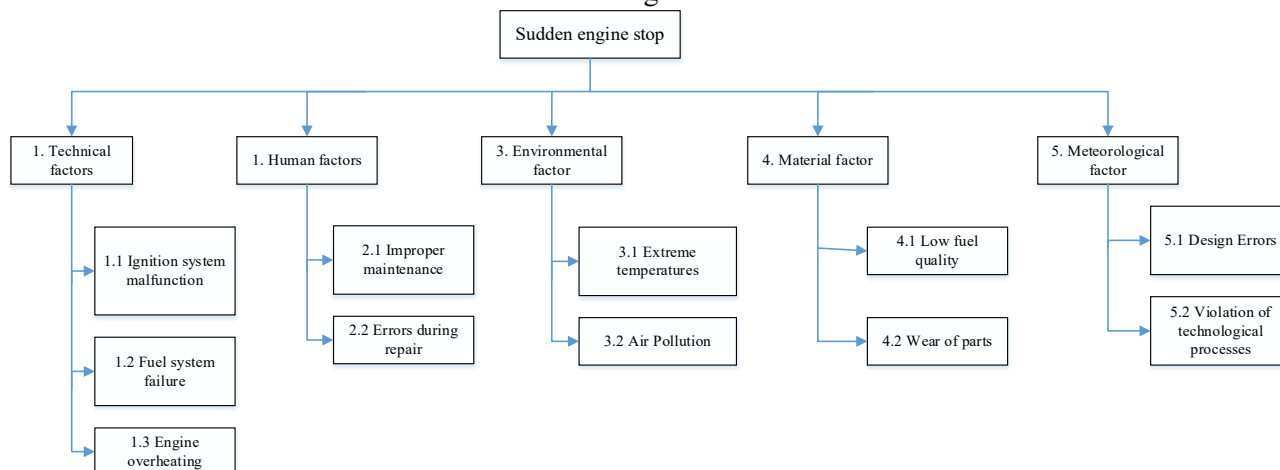 Sudden engine stop
1. Technical
factors
1. Human factors
3. Environmental
factor
4. Material factor
5. Meteorological
factor
1.1 Ignition system
malfunction
1.2 Fuel system
failure
1.3 Engine
overheating
2.1 Improper
maintenance
2.2 Errors during
repair
3.1 Extreme
temperatures
3.2 Air Pollution
4.1 Low fuel
quality
4.2 Wear of parts
5.1 Design Errors
5.2 Violation of
technological
processes